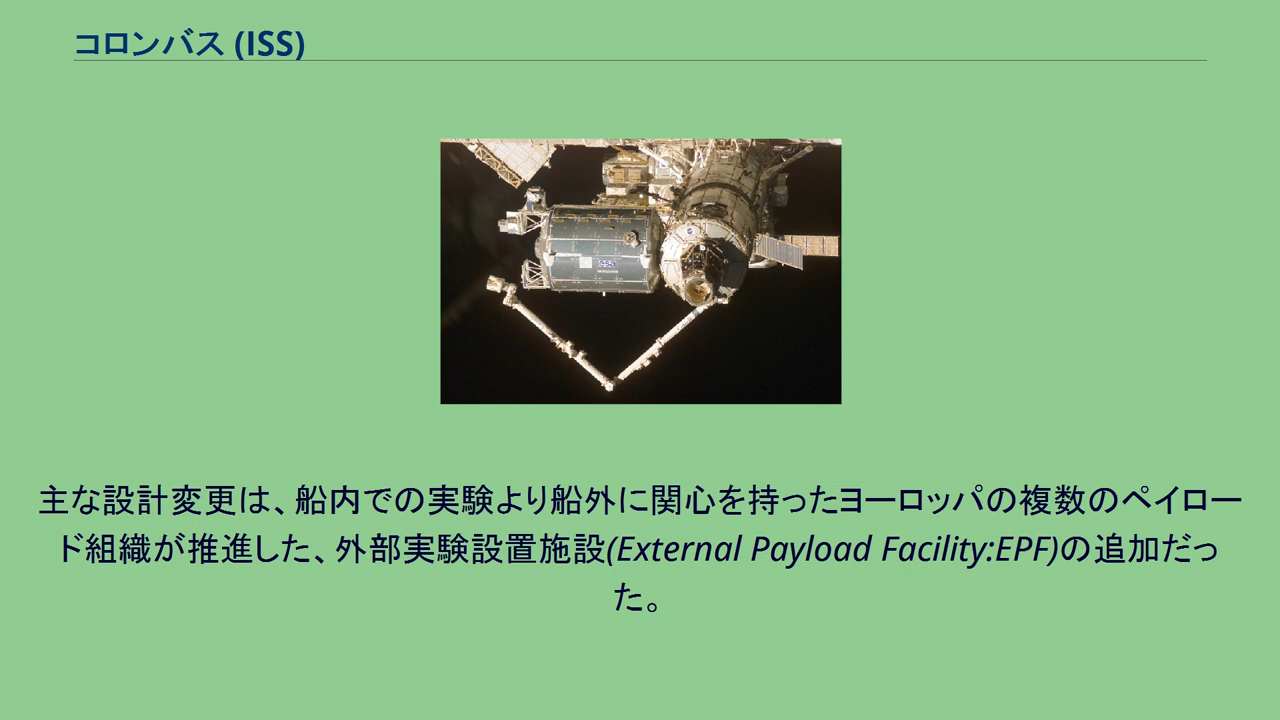 コロンバス (ISS)
主な設計変更は、船内での実験より船外に関心を持ったヨーロッパの複数のペイロー
ド組織が推進した、外部実験設置施設(External Payload Facility:EPF)の追加だっ
た。